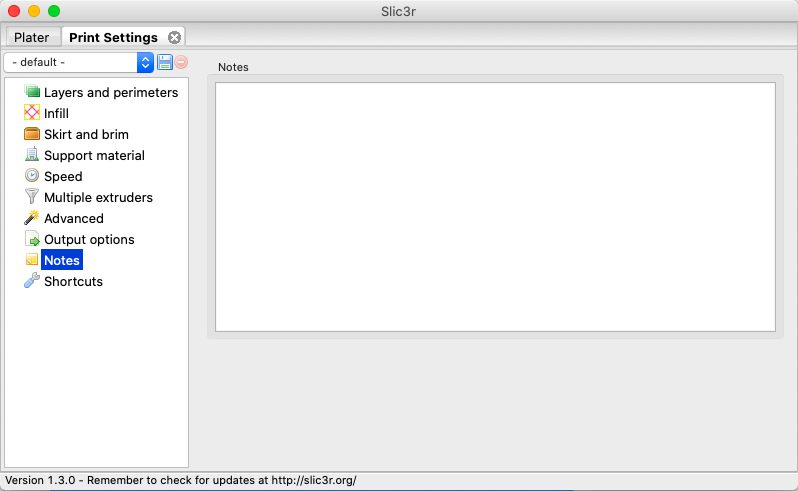 Slic3r
Plater
Print Settings
- default -
Notes
Layers and perimeters
Infill
Skirt and brim
Support material
Speed
Multiple extruders
Advanced
Output options
Notes
Shortcuts
Version 1.3.0 - Remember to check for updates at http://slic3r.org/